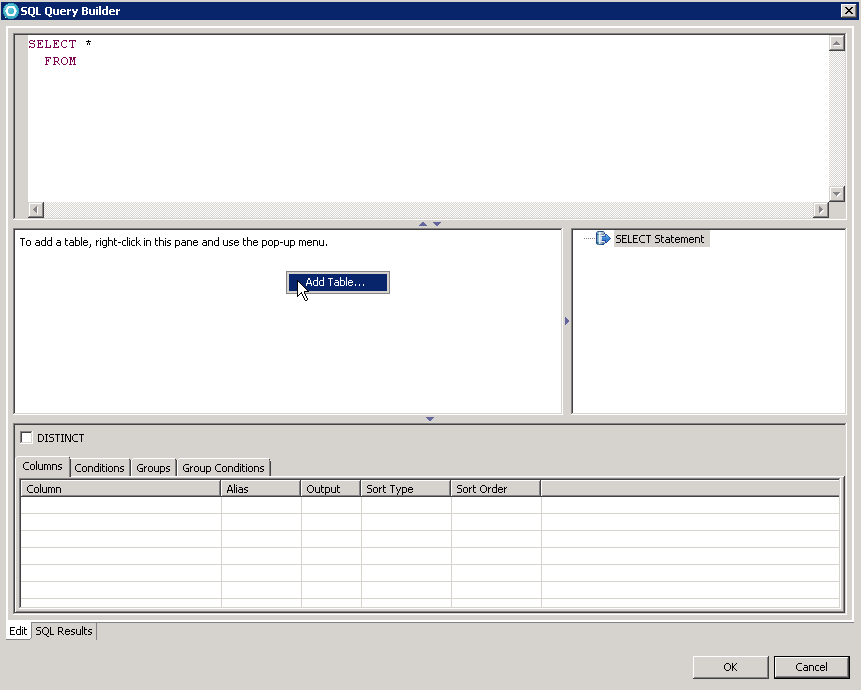 SQL Query Builder
SELECT *
FROM
To add a table, right-click in this pane and use the pop-up menu.
SELECT Statement
Add Table...
DISTINCT
Columns Conditions Groups Group Conditions
Column Alias Output Sort Type Sort Order
Edit SQL Results
OK Cancel